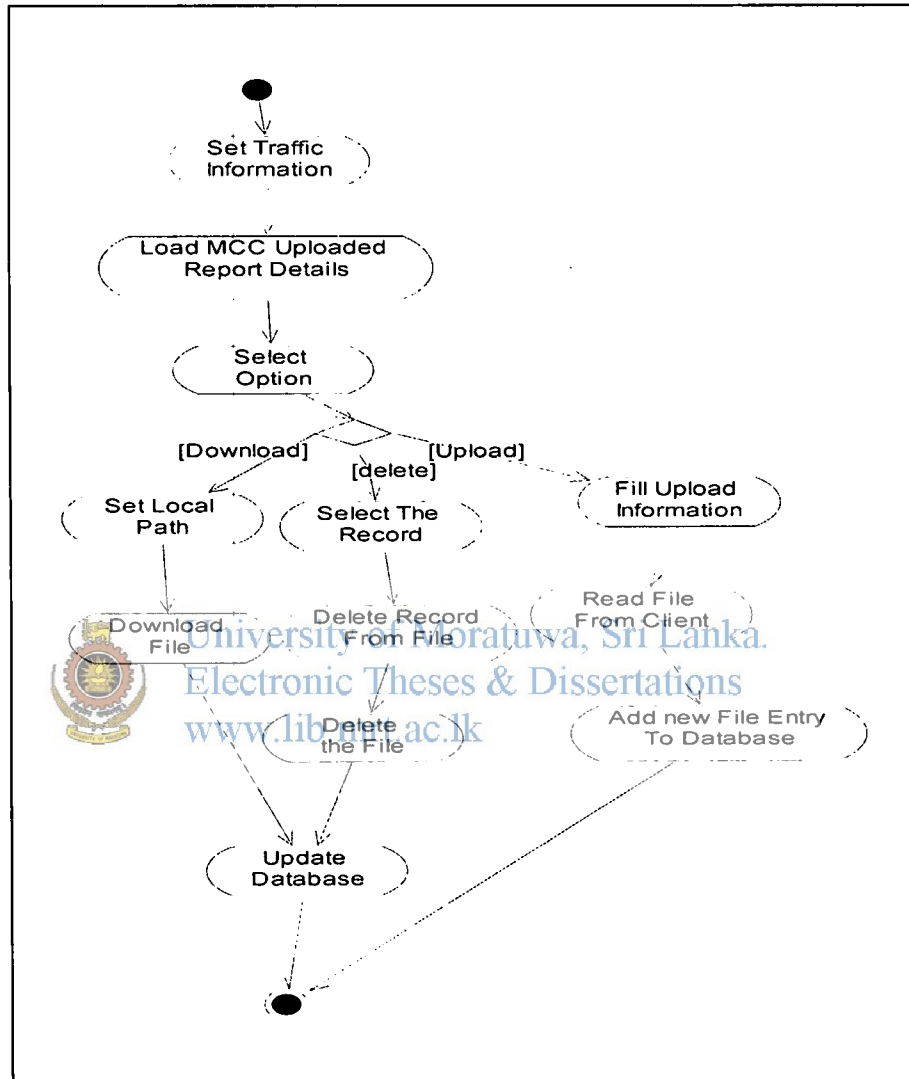 Set Traffic
Information
Load MCC Uploaded
Report Details
Select
Option
[Download]
[delete]
[Upload]
Set Local
Path
Select The
Record
Fill Upload
Information
Download
File
Delete Record
From File
Read File
From Client
University of Moratuwa, Sri Lanka.
Electronic Theses & Dissertations
www.lib.mrt.ac.lk
Delete
the File
Add new File Entry
To Database
Update
Database